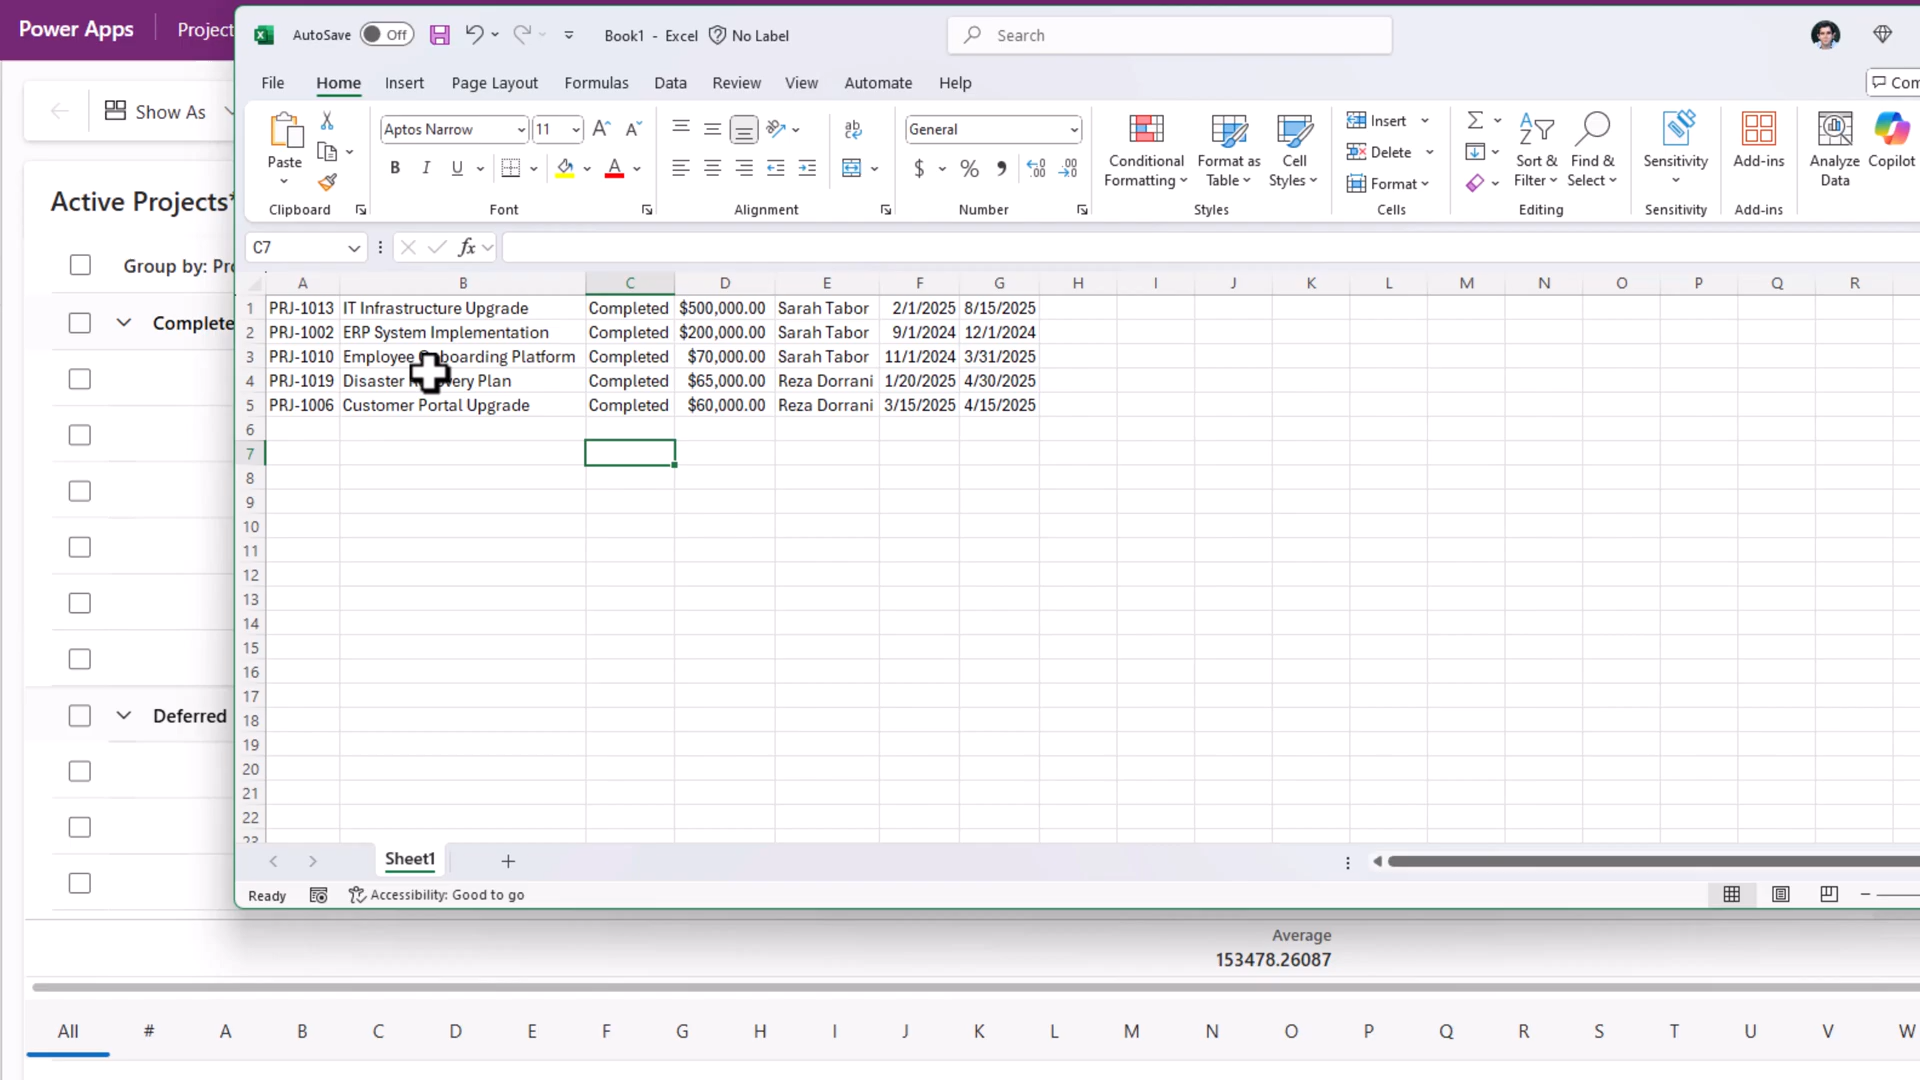 Power Apps
Project
AutoSave Off Book1 - Excel No Label Search
File Home Insert Page Layout Formulas Data Review View Automate Help
Com
Show As
Paste
Aptos Narrow 11
B I U A
ab
General
$ % 9
Conditional Formatting
Format as Table
Cell Styles
Insert
Delete
Format
Sort & Filter
Find & Select
Sensitivity
Add-ins
Analyze Data
Copilot
Clipboard Font Alignment Number Styles Cells Editing Sensitivity Add-ins
Active Projects*
C7 fx
Group by: Pr
A B C D E F G H I J K L M N O P Q R
1 PRJ-1013 IT Infrastructure Upgrade Completed $500,000.00 Sarah Tabor 2/1/2025 8/15/2025
2 PRJ-1002 ERP System Implementation Completed $200,000.00 Sarah Tabor 9/1/2024 12/1/2024
3 PRJ-1010 Employee Onboarding Platform Completed $70,000.00 Sarah Tabor 11/1/2024 3/31/2025
4 PRJ-1019 Disaster Recovery Plan Completed $65,000.00 Reza Dorrani 1/20/2025 4/30/2025
5 PRJ-1006 Customer Portal Upgrade Completed $60,000.00 Reza Dorrani 3/15/2025 4/15/2025
6
7
8
9
10
11
12
13
14
15
16
17
18
19
20
21
22
23
Complete
Deferred
Sheet1
Ready Accessibility: Good to go
Average
153478.26087
All # A B C D E F G H I J K L M N O P Q R S T U V W